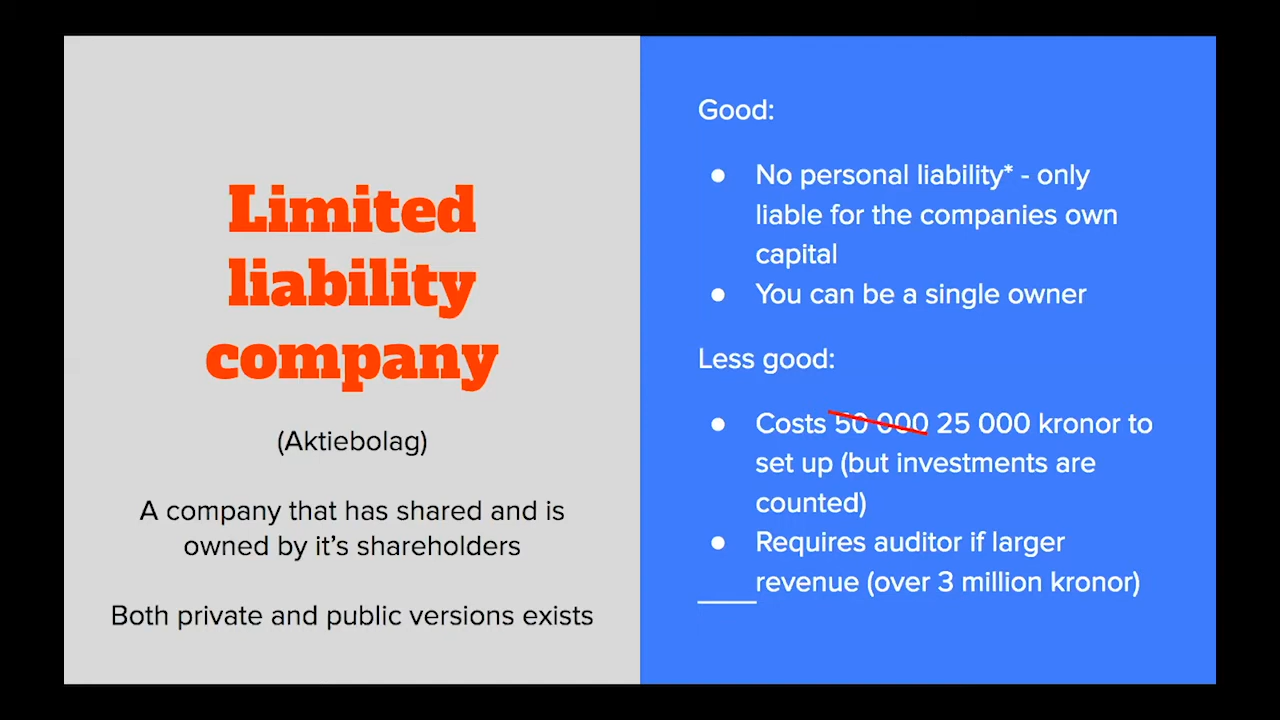 Limited
liability
company
(Aktiebolag)
A company that has shared and is
owned by it's shareholders
Both private and public versions exists
Good:
● No personal liability* - only
liable for the companies own
capital
● You can be a single owner
Less good:
● Costs 50 000 25 000 kronor to
set up (but investments are
counted)
● Requires auditor if larger
revenue (over 3 million kronor)